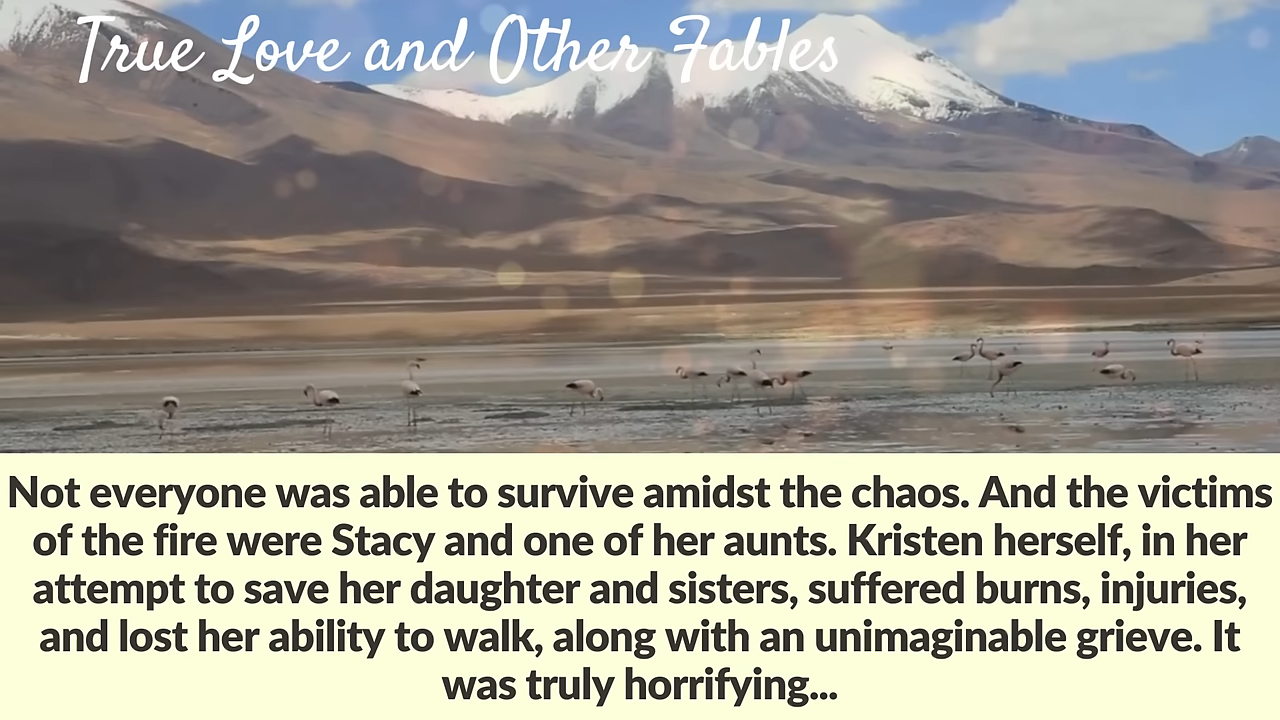 True Love and Other Fables
Not everyone was able to survive amidst the chaos. And the victims
of the fire were Stacy and one of her aunts. Kristen herself, in her
attempt to save her daughter and sisters, suffered burns, injuries,
and lost her ability to walk, along with an unimaginable grieve. It
was truly horrifying...